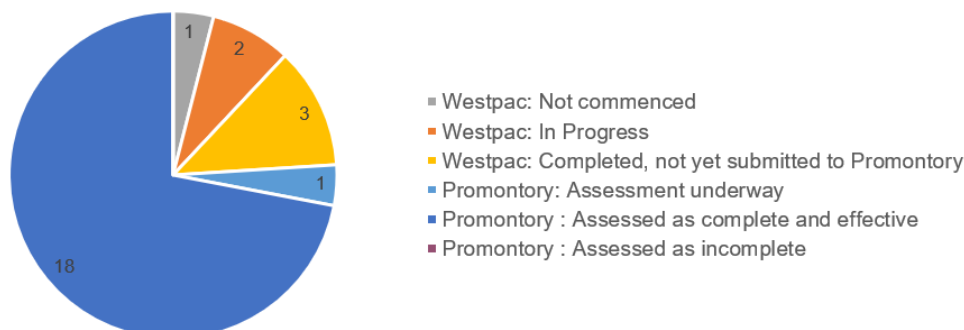 1
2
3
1
18
Westpac: Not commenced
Westpac: In Progress
Westpac: Completed, not yet submitted to Promontory
Promontory: Assessment underway
Promontory : Assessed as complete and effective
Promontory : Assessed as incomplete